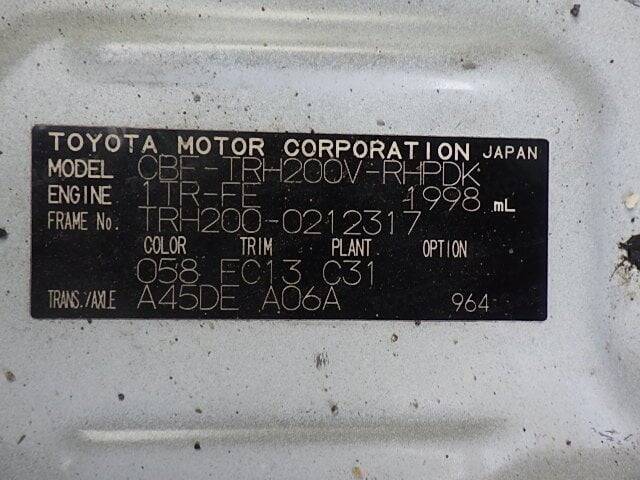 TOYOTA MOTOR CORPORATION JAPAN
MODEL CBF-TRH200V-RHPDK
ENGINE 1TR-FE 1998 mL
FRAME No. TRH200-0212317
COLOR TRIM PLANT OPTION
058 FC13 C31
TRANS./AXLE A45DE A06A 964